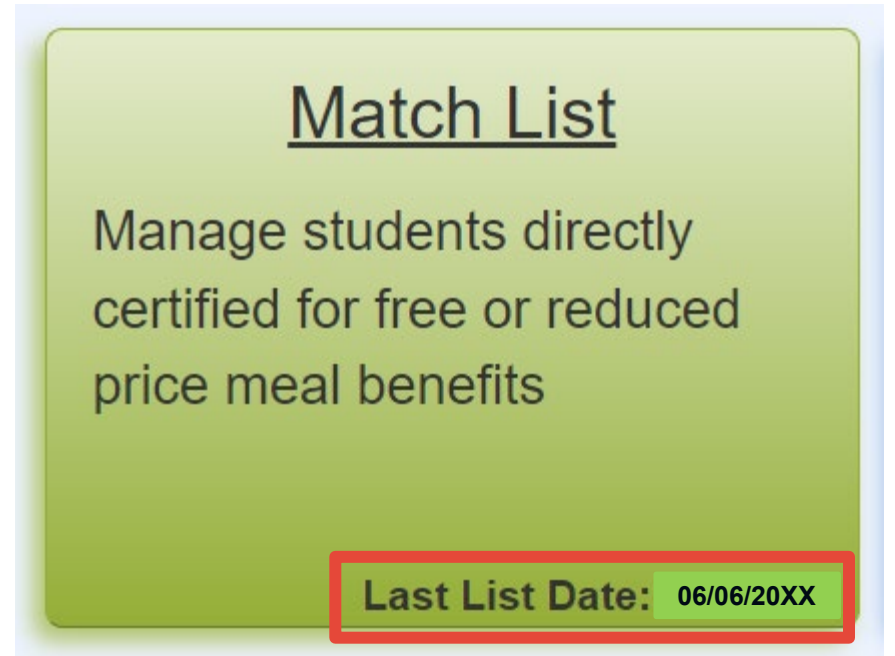 Match List
Manage students directly
certified for free or reduced
price meal benefits
Last List Date: 06/06/20XX